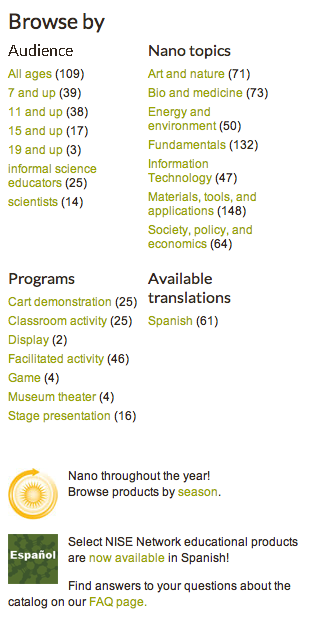 Browse by
Audience
All ages (109)
7 and up (39)
11 and up (38)
15 and up (17)
19 and up (3)
informal science
educators (25)
scientists (14)
Nano topics
Art and nature (71)
Bio and medicine (73)
Energy and
environment (50)
Fundamentals (132)
Information
Technology (47)
Materials, tools, and
applications (148)
Society, policy, and
economics (64)
Programs
Cart demonstration (25)
Classroom activity (25)
Display (2)
Facilitated activity (46)
Game (4)
Museum theater (4)
Stage presentation (16)
Available
translations
Spanish (61)
Nano throughout the year!
Browse products by season.
Español
Select NISE Network educational products
are now available in Spanish!
Find answers to your questions about the
catalog on our FAQ page.